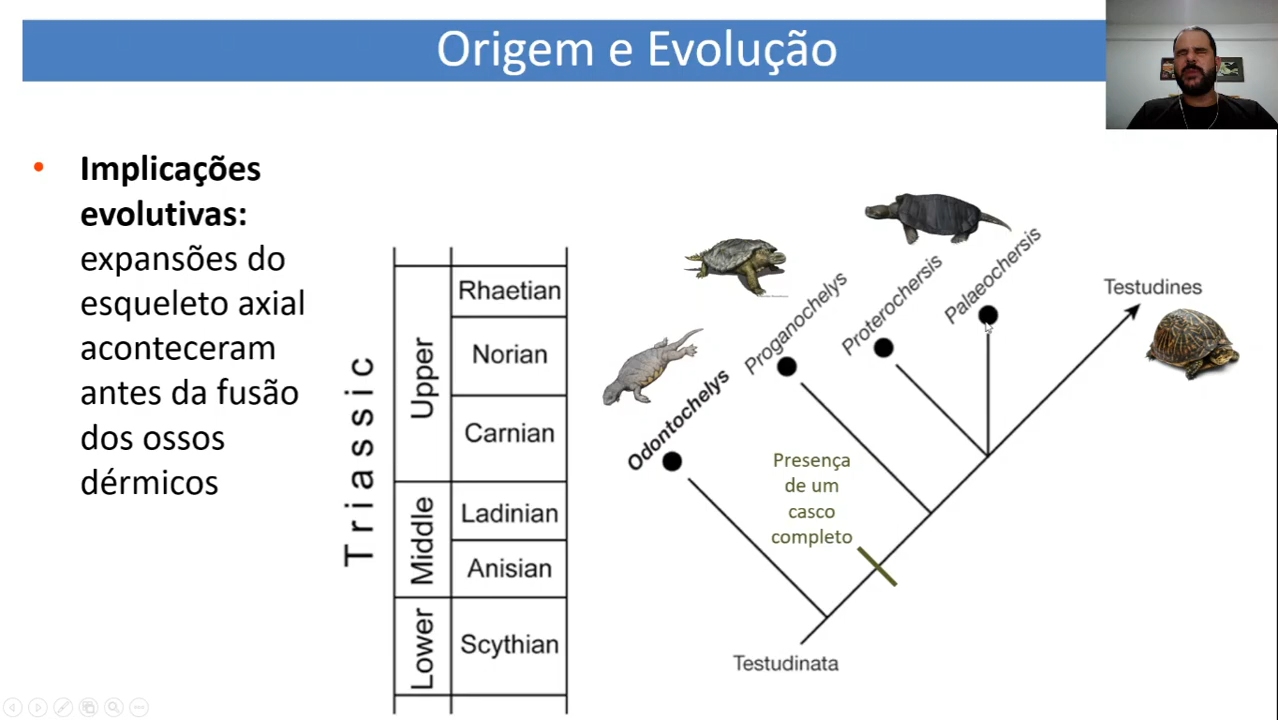 Origem e Evolução
• Implicações
evolutivas:
expansões do
esqueleto axial
aconteceram
antes da fusão
dos ossos
dérmicos
Triassic
Upper
Middle
Lower
Rhaetian
Norian
Carnian
Ladinian
Anisian
Scythian
Odontochelys
Proganochelys
Proterochersis
Palaeochersis
Testudines
Presença
de um
casco
completo
Testudinata